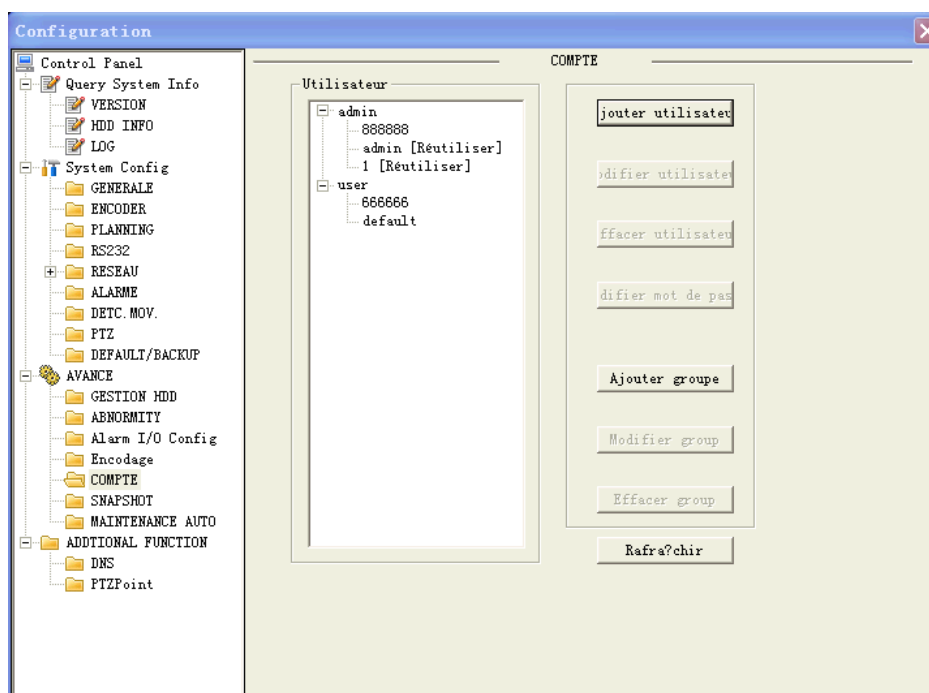 Configuration
Control Panel
Query System Info
VERSION
HDD INFO
LOG
System Config
GENERALE
ENCODER
PLANNING
RS232
RESEAU
ALARME
DETC. MOV.
PTZ
DEFAULT/BACKUP
AVANCE
GESTION HDD
ABNORMITY
Alarm I/O Config
Encodage
COMPTE
SNAPSHOT
MAINTENANCE AUTO
ADDTIONAL FUNCTION
DNS
PTZPoint
COMPTE
Utilisateur
admin
888888
admin [Réutiliser]
1 [Réutiliser]
user
666666
default
jouter utilisateu
difier utilisate
ffacer utilisateu
difier mot de pas
Ajouter groupe
Modifier group
Effacer group
Rafra?chir